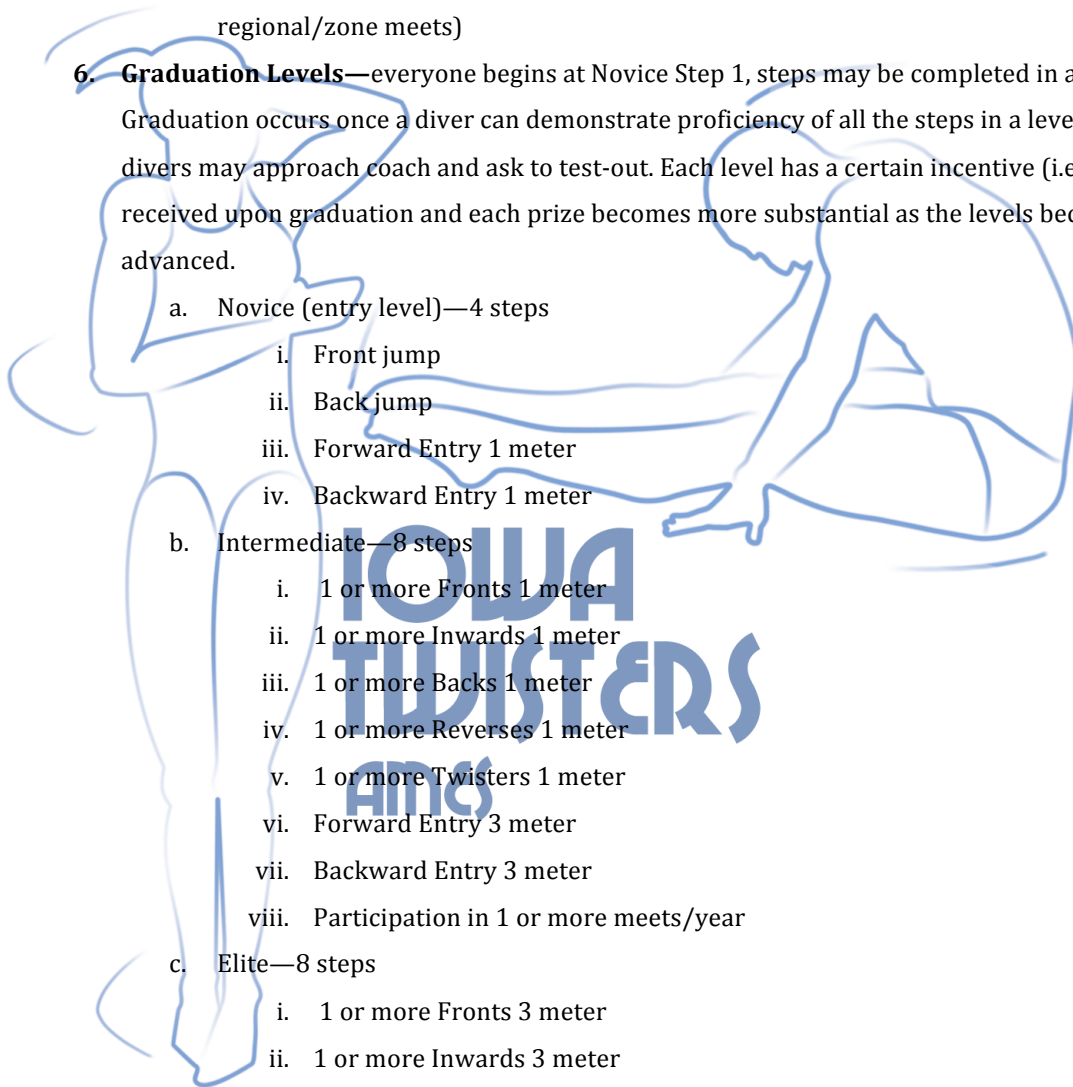 regional/zone meets)
6. Graduation Levels—everyone begins at Novice Step 1, steps may be completed in a
Graduation occurs once a diver can demonstrate proficiency of all the steps in a leve
divers may approach coach and ask to test-out. Each level has a certain incentive (i.e
received upon graduation and each prize becomes more substantial as the levels bec
advanced.
a. Novice (entry level)—4 steps
i. Front jump
ii. Back jump
iii. Forward Entry 1 meter
iv. Backward Entry 1 meter
b. Intermediate—8 steps
i. 1 or more Fronts 1 meter
ii. 1 or more Inwards 1 meter
iii. 1 or more Backs 1 meter
iv. 1 or more Reverses 1 meter
v. 1 or more Twisters 1 meter
vi. Forward Entry 3 meter
vii. Backward Entry 3 meter
viii. Participation in 1 or more meets/year
c. Elite—8 steps
i. 1 or more Fronts 3 meter
ii. 1 or more Inwards 3 meter
IOWA
TWISTERS
AMES